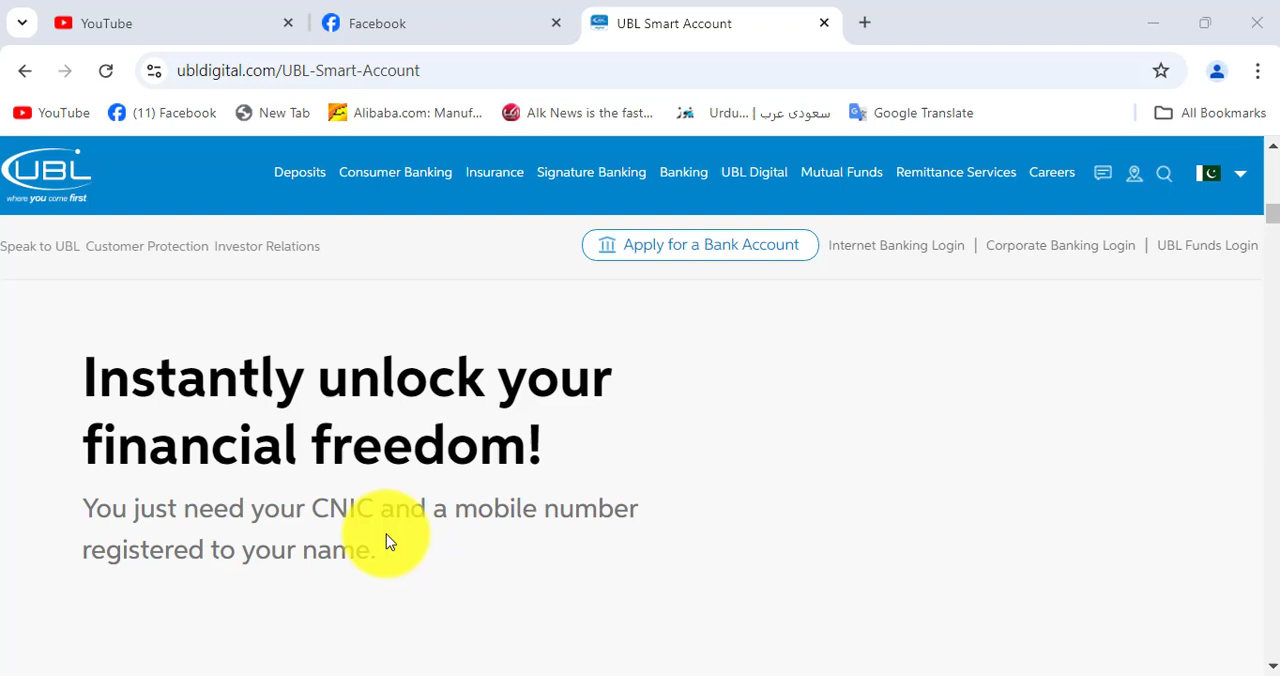 YouTube
Facebook
UBL Smart Account
ubldigital.com/UBL-Smart-Account
YouTube
(11) Facebook
New Tab
Alibaba.com: Manuf...
Alk News is the fast...
سعودی عرب | Urdu...
Google Translate
All Bookmarks
UBL
where you come first
Deposits Consumer Banking Insurance Signature Banking Banking UBL Digital Mutual Funds Remittance Services Careers
Speak to UBL Customer Protection Investor Relations
Apply for a Bank Account
Internet Banking Login | Corporate Banking Login | UBL Funds Login
Instantly unlock your
financial freedom!
You just need your CNIC and a mobile number
registered to your name.